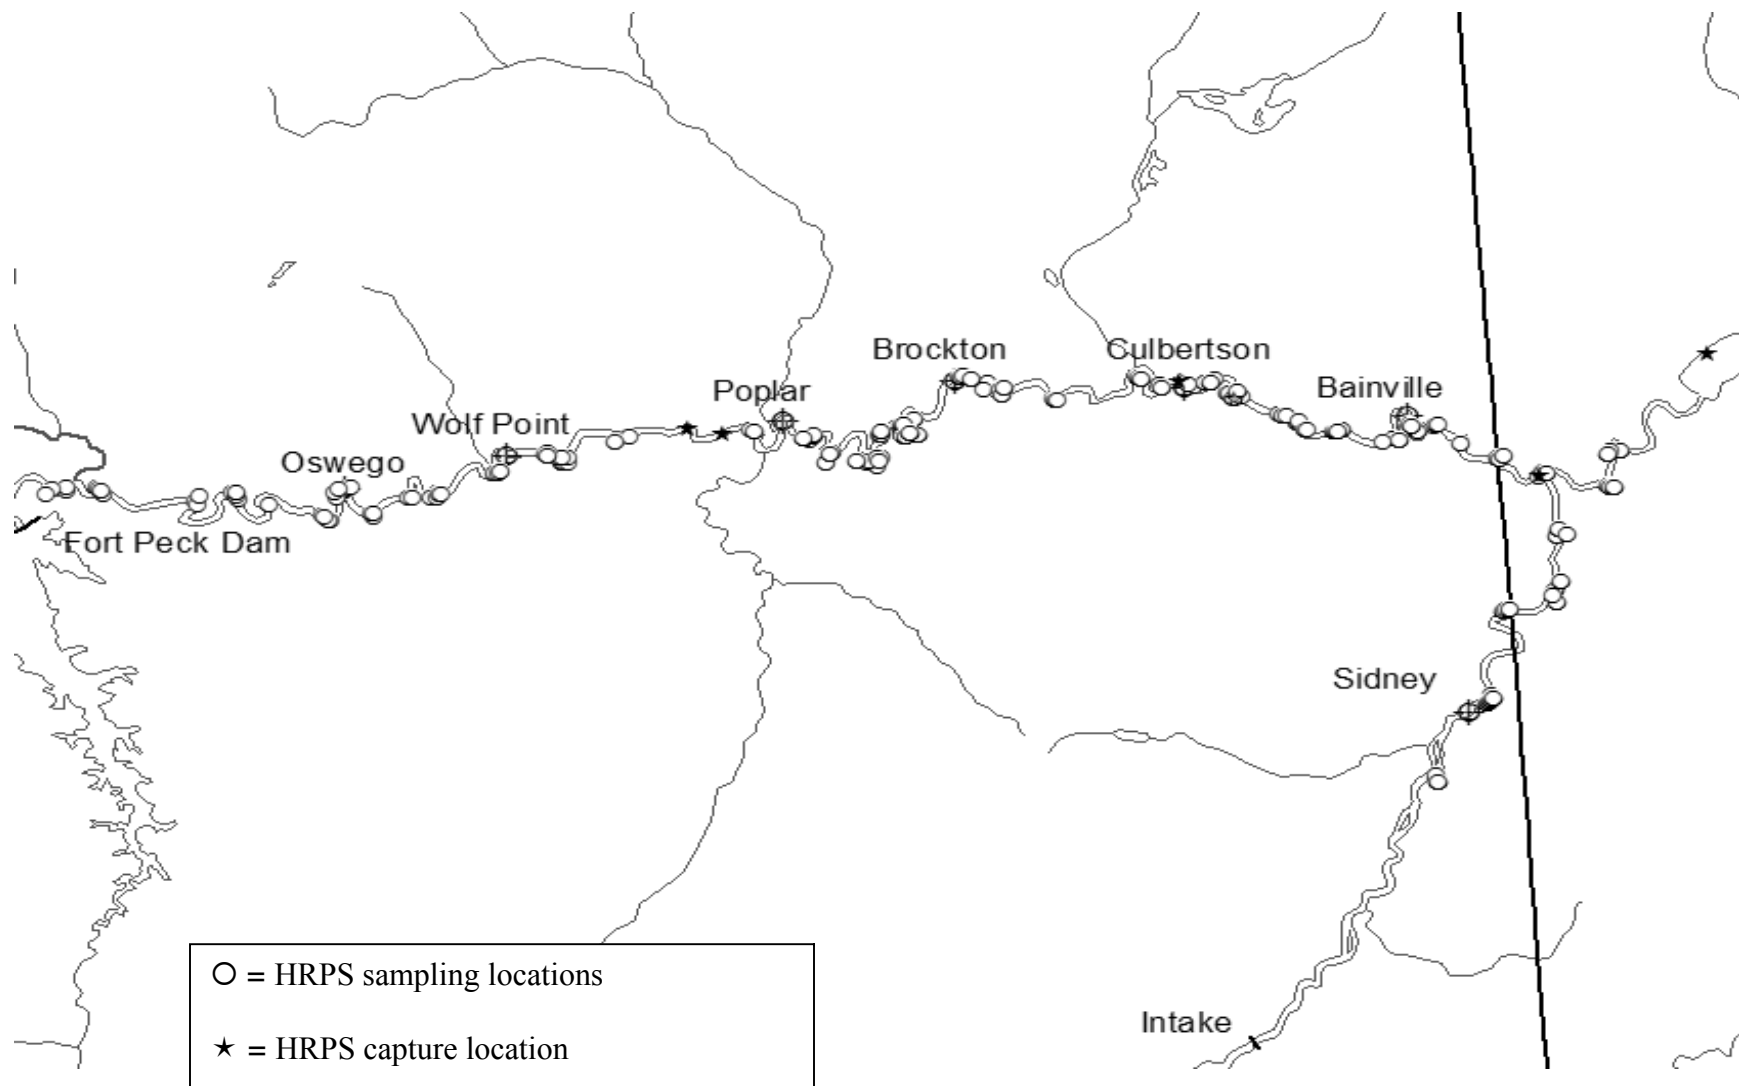 Brockton
Culbertson
Poplar
Bainville
Wolf Point
Oswego
Fort Peck Dam
Sidney
Intake
○ = HRPS sampling locations
★ = HRPS capture location